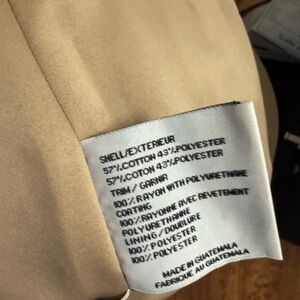 SHELL/EXTERIEUR
57%COTTON 43%POLYESTER
57%COTON 43%POLYESTER
TRIM / GARNIR
100% RAYON WITH POLYURETHANE
COATING
100%RAYONNE AVEC REVETEMENT
POLYURETHANNE
LINING / DOUBLURE
100% POLYESTER
100% POLYESTER
MADE IN GUATEMALA
FABRIQUE AU GUATEMALA